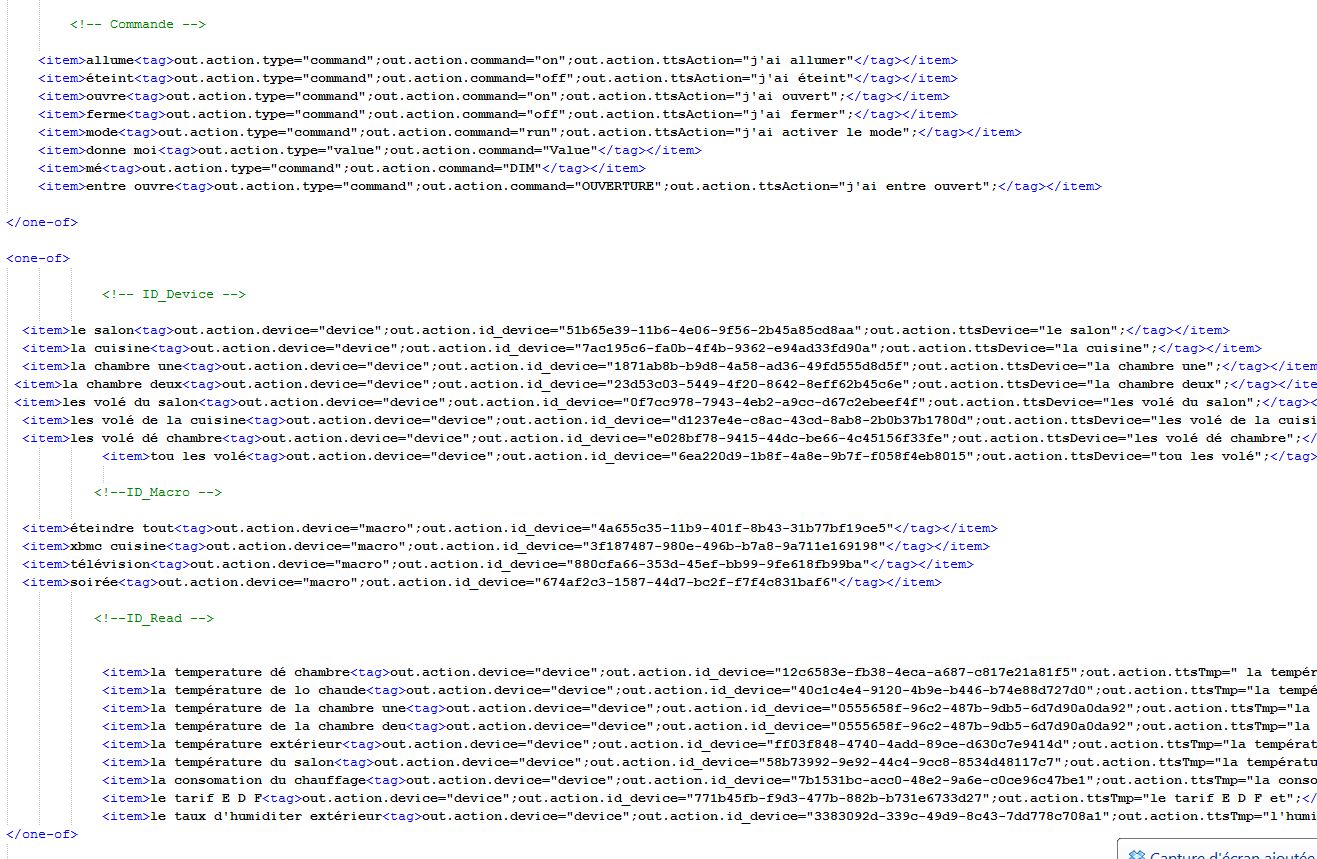 <!-- Commande -->
<item>allume<tag>out.action.type="command";out.action.command="on";out.action.ttsAction="j'ai allumer"</tag></item>
<item>éteint<tag>out.action.type="command";out.action.command="off";out.action.ttsAction="j'ai éteint"</tag></item>
<item>ouvre<tag>out.action.type="command";out.action.command="on";out.action.ttsAction="j'ai ouvert";</tag></item>
<item>ferme<tag>out.action.type="command";out.action.command="off";out.action.ttsAction="j'ai fermer"</tag></item>
<item>mode<tag>out.action.type="command";out.action.command="run";out.action.ttsAction="j'ai activer le mode";</tag></item>
<item>donne moi<tag>out.action.type="value";out.action.command="Value"</tag></item>
<item>mé<tag>out.action.type="command";out.action.command="DIM"</tag></item>
<item>entre ouvre<tag>out.action.type="command";out.action.command="OUVERTURE";out.action.ttsAction="j'ai entre ouvert";</tag></item>
</one-of>
<one-of>
<!-- ID_Device -->
<item>le salon<tag>out.action.device="device";out.action.id_device="51b65e39-11b6-4e06-9f56-2b45a85cd8aa";out.action.ttsDevice="le salon";</tag></item>
<item>la cuisine<tag>out.action.device="device";out.action.id_device="7ac195c6-fa0b-4f4b-9362-e94ad33fd90a";out.action.ttsDevice="la cuisine";</tag></item>
<item>la chambre une<tag>out.action.device="device";out.action.id_device="1871ab8b-b9d8-4a58-ad36-49fd555d8d5f";out.action.ttsDevice="la chambre une";</tag></item
<item>la chambre deux<tag>out.action.device="device";out.action.id_device="23d53c03-5449-4f20-8642-8eff62b45c6e";out.action.ttsDevice="la chambre deux";</tag></ite
<item>les volé du salon<tag>out.action.device="device";out.action.id_device="0f7cc978-7943-4eb2-a9cc-d67c2ebeef4f";out.action.ttsDevice="les volé du salon";</tag><
<item>les volé de la cuisine<tag>out.action.device="device";out.action.id_device="d1237e4e-c8ac-43cd-8ab8-2b0b37b1780d";out.action.ttsDevice="les volé de la cuisi
<item>les volé dé chambre<tag>out.action.device="device";out.action.id_device="e028bf78-9415-44dc-be66-4c45156f33fe";out.action.ttsDevice="les volé dé chambre";</
<item>tou les volé<tag>out.action.device="device";out.action.id_device="6ea220d9-1b8f-4a8e-9b7f-f058f4eb8015";out.action.ttsDevice="tou les volé";</tag>
<!--ID_Macro -->
<item>éteindre tout<tag>out.action.device="macro";out.action.id_device="4a655c35-11b9-401f-8b43-31b77bf19ce5"</tag></item>
<item>xbmc cuisine<tag>out.action.device="macro";out.action.id_device="3f187487-980e-496b-b7a8-9a711e169198"</tag></item>
<item>télévision<tag>out.action.device="macro";out.action.id_device="880cfa66-353d-45ef-bb99-9fe618fb99ba"</tag></item>
<item>soirée<tag>out.action.device="macro";out.action.id_device="674af2c3-1587-44d7-bc2f-f7f4c831baf6"</tag></item>
<!--ID_Read -->
<item>la temperature dé chambre<tag>out.action.device="device";out.action.id_device="12c6583e-fb38-4eca-a687-c817e21a81f5";out.action.ttsTmp=" la tempér
<item>la température de lo chaude<tag>out.action.device="device";out.action.id_device="40c1c4e4-9120-4b9e-b446-b74e88d727d0";out.action.ttsTmp="la tempé
<item>la température de la chambre une<tag>out.action.device="device";out.action.id_device="0555658f-96c2-487b-9db5-6d7d90a0da92";out.action.ttsTmp="la
<item>la température de la chambre deu<tag>out.action.device="device";out.action.id_device="0555658f-96c2-487b-9db5-6d7d90a0da92";out.action.ttsTmp="la
<item>la température extérieur<tag>out.action.device="device";out.action.id_device="ff03f848-4740-4add-89ce-d630c7e9414d";out.action.ttsTmp="la températ
<item>la température du salon<tag>out.action.device="device";out.action.id_device="58b73992-9e92-44c4-9cc8-8534d48117c7";out.action.ttsTmp="la températu
<item>la consomation du chauffage<tag>out.action.device="device";out.action.id_device="7b1531bc-acc0-48e2-9a6e-c0ce96c47be1";out.action.ttsTmp="la conso
<item>le tarif E D F<tag>out.action.device="device";out.action.id_device="771b45fb-f9d3-477b-882b-b731e6733d27";out.action.ttsTmp="le tarif E D F et";</
<item>le taux d'humiditer extérieur<tag>out.action.device="device";out.action.id_device="3383092d-339c-49d9-8c43-7dd778c708a1";out.action.ttsTmp="l'humi
</one-of>
Capture d'écran ajoutée